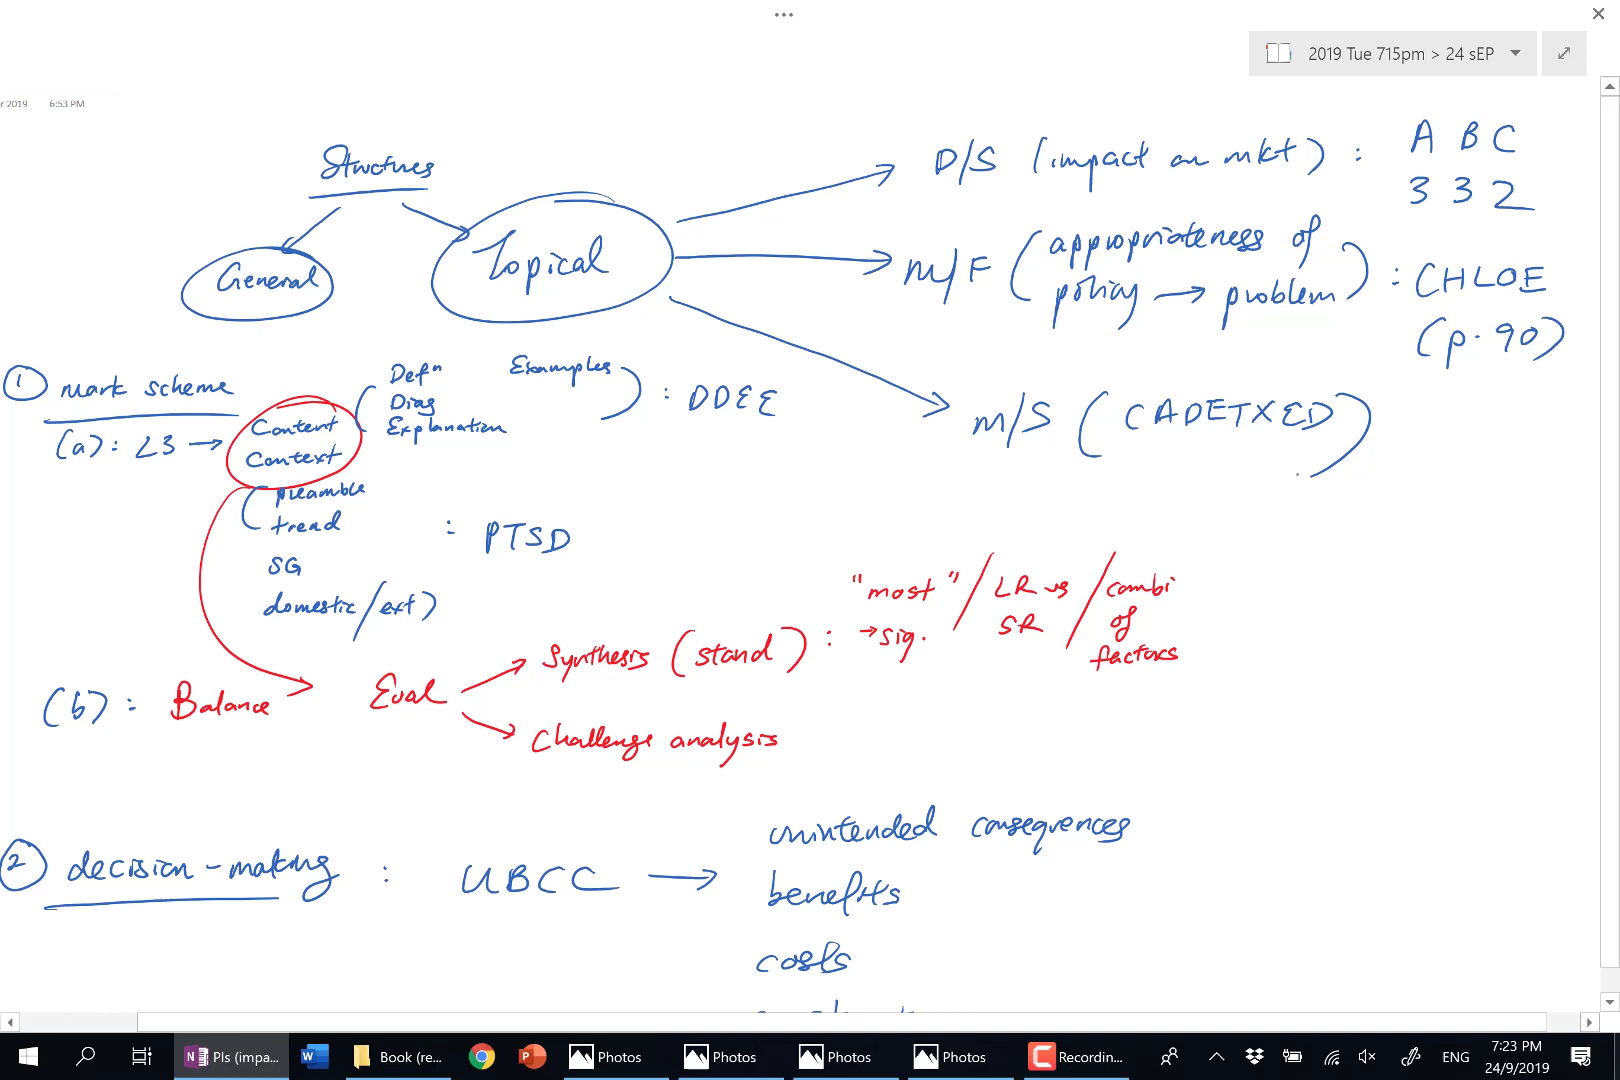 2019 Tue 715pm > 24 sEP
r 2019 6:53 PM
Structures
General
Topical
D/S (impact on mkt) : A B C
3 3 2
M/F (appropriateness of policy → problem) : CHLOE
(p. 90)
M/S (CADETXED)
① mark scheme
(a) : L3 → Content
Context
Defn Examples
Diag
Explanation
: DDEE
preamble
trend
SG
domestic/ext)
: PTSD
(b) : Balance
Eval
Synthesis (stand) : "most" / LR vs SR / combi of factors
→ sig.
Challenge analysis
② decision-making : UBCC →
unintended consequences
benefits
costs
PIs (impa...
Book (re...
Photos
Photos
Photos
Photos
Recordin...
ENG
7:23 PM
24/9/2019